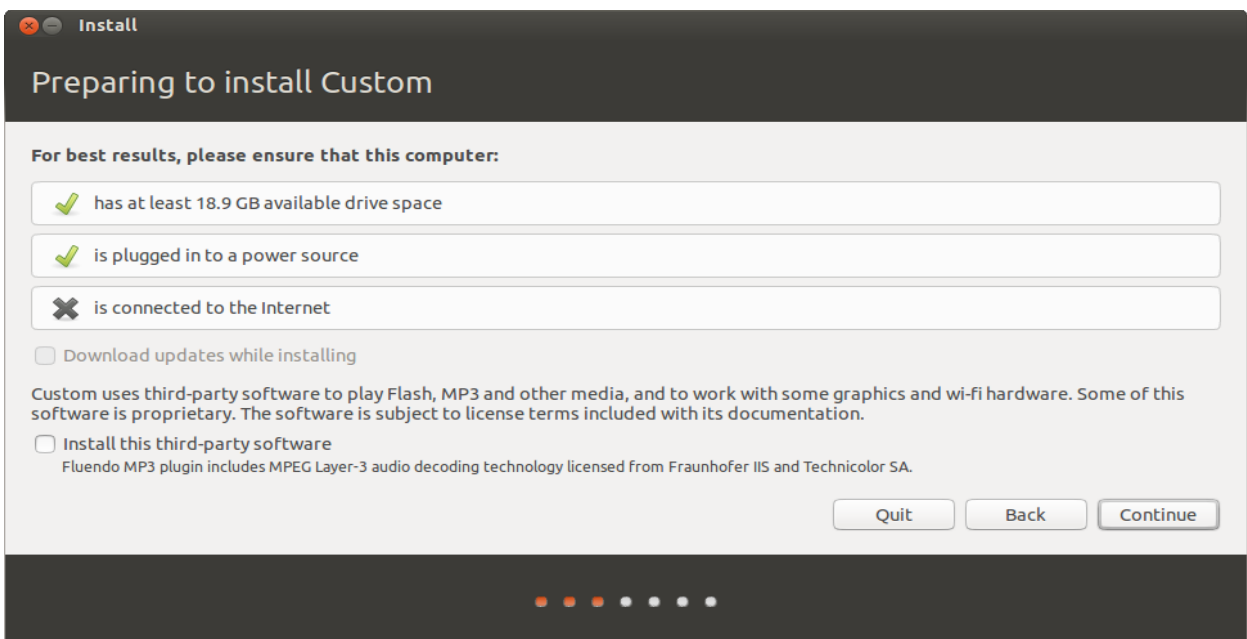 Install
Preparing to install Custom
For best results, please ensure that this computer:
has at least 18.9 GB available drive space
is plugged in to a power source
is connected to the Internet
Download updates while installing
Custom uses third-party software to play Flash, MP3 and other media, and to work with some graphics and wi-fi hardware. Some of this
software is proprietary. The software is subject to license terms included with its documentation.
Install this third-party software
Fluendo MP3 plugin includes MPEG Layer-3 audio decoding technology licensed from Fraunhofer IIS and Technicolor SA.
Quit Back Continue